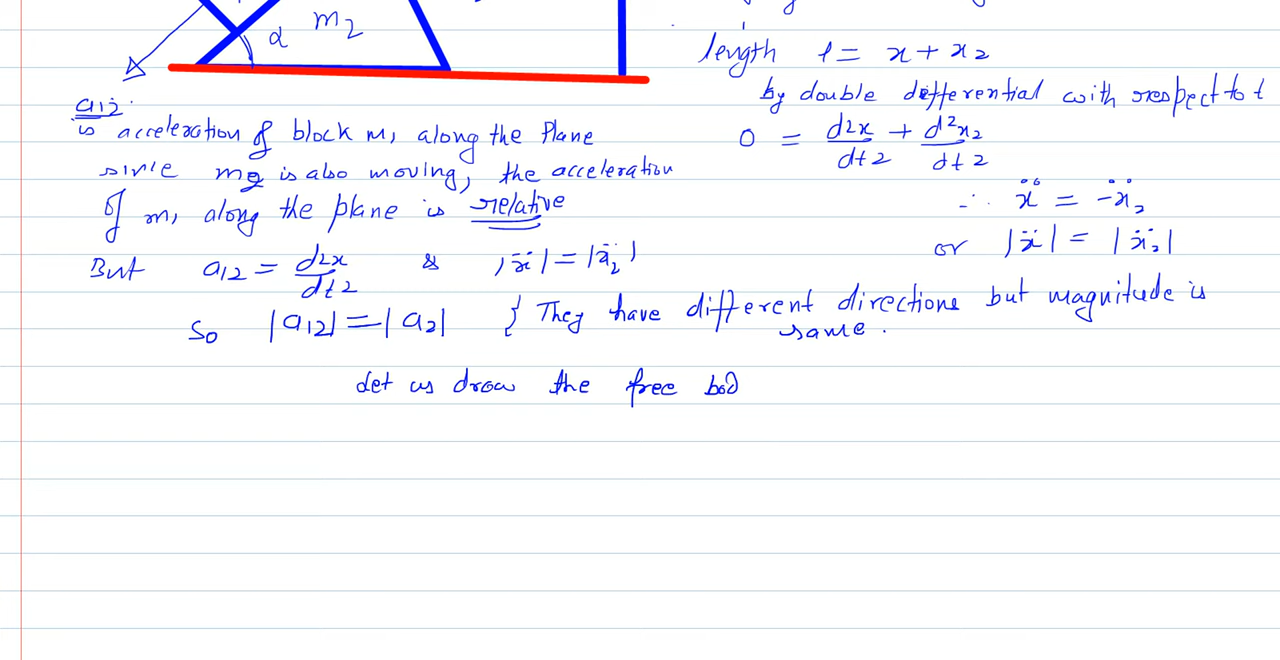 α m2
length l = x + x2
by double differential with respect to t
0 = d2x/dt2 + d²x2/dt2
∴ ẍ = -ẍ2
or |ẍ| = |ẍ2|
a12:
is acceleration of block m1 along the Plane
since m2 is also moving, the acceleration
of m1 along the plane is relative
But a12 = d2x/dt2 & |ẍ| = |ẍ2|
So |a12| = |a2| } They have different directions but magnitude is
same.
Let us draw the free bod